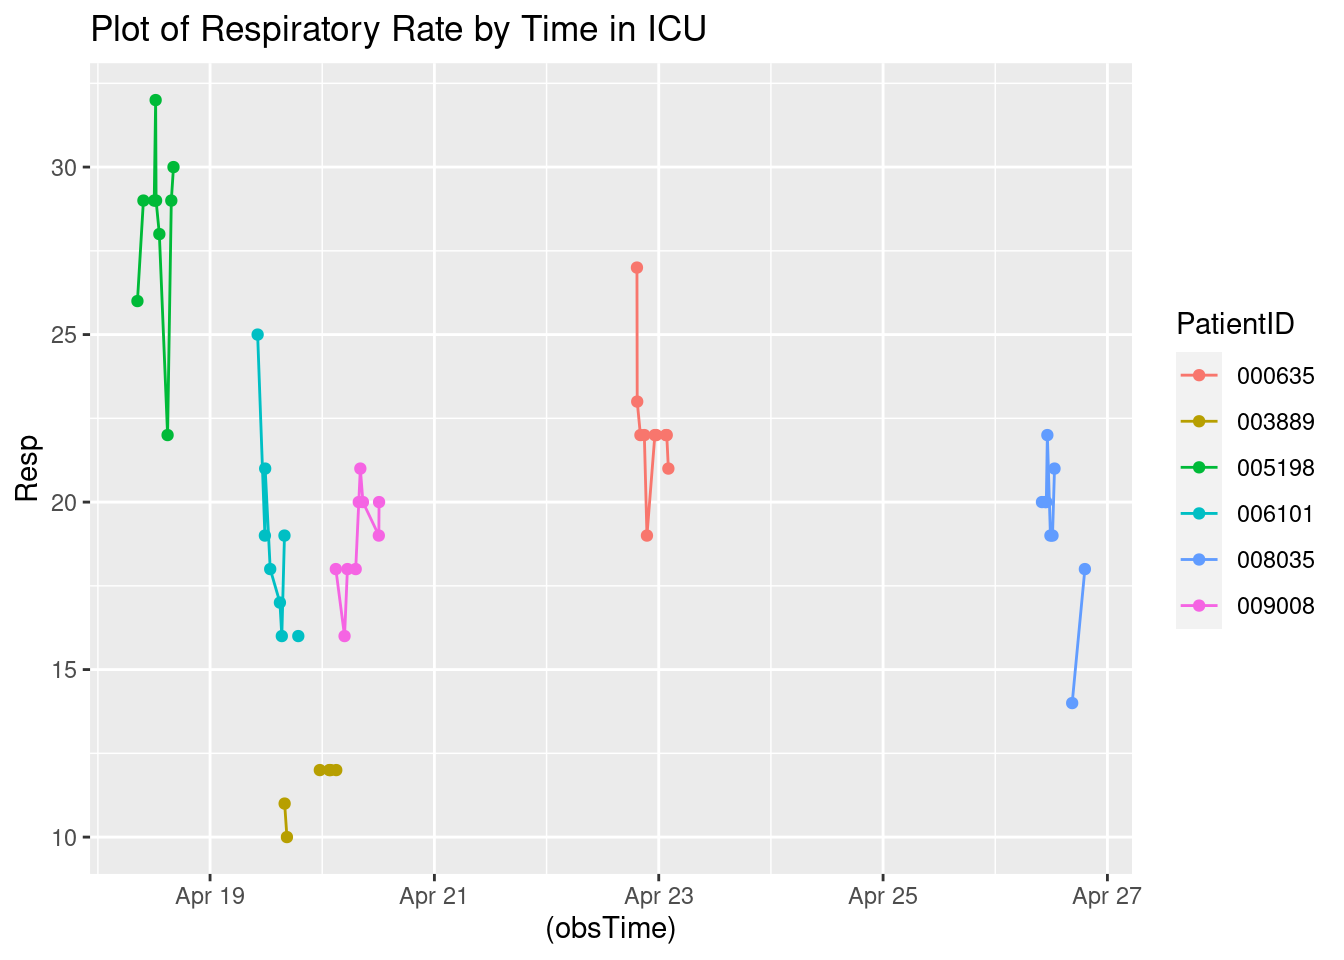 Plot of Respiratory Rate by Time in ICU
30
25
20
15
10
Resp
Apr 19
Apr 21
Apr 23
Apr 25
Apr 27
(obsTime)
PatientID
000635
003889
005198
006101
008035
009008